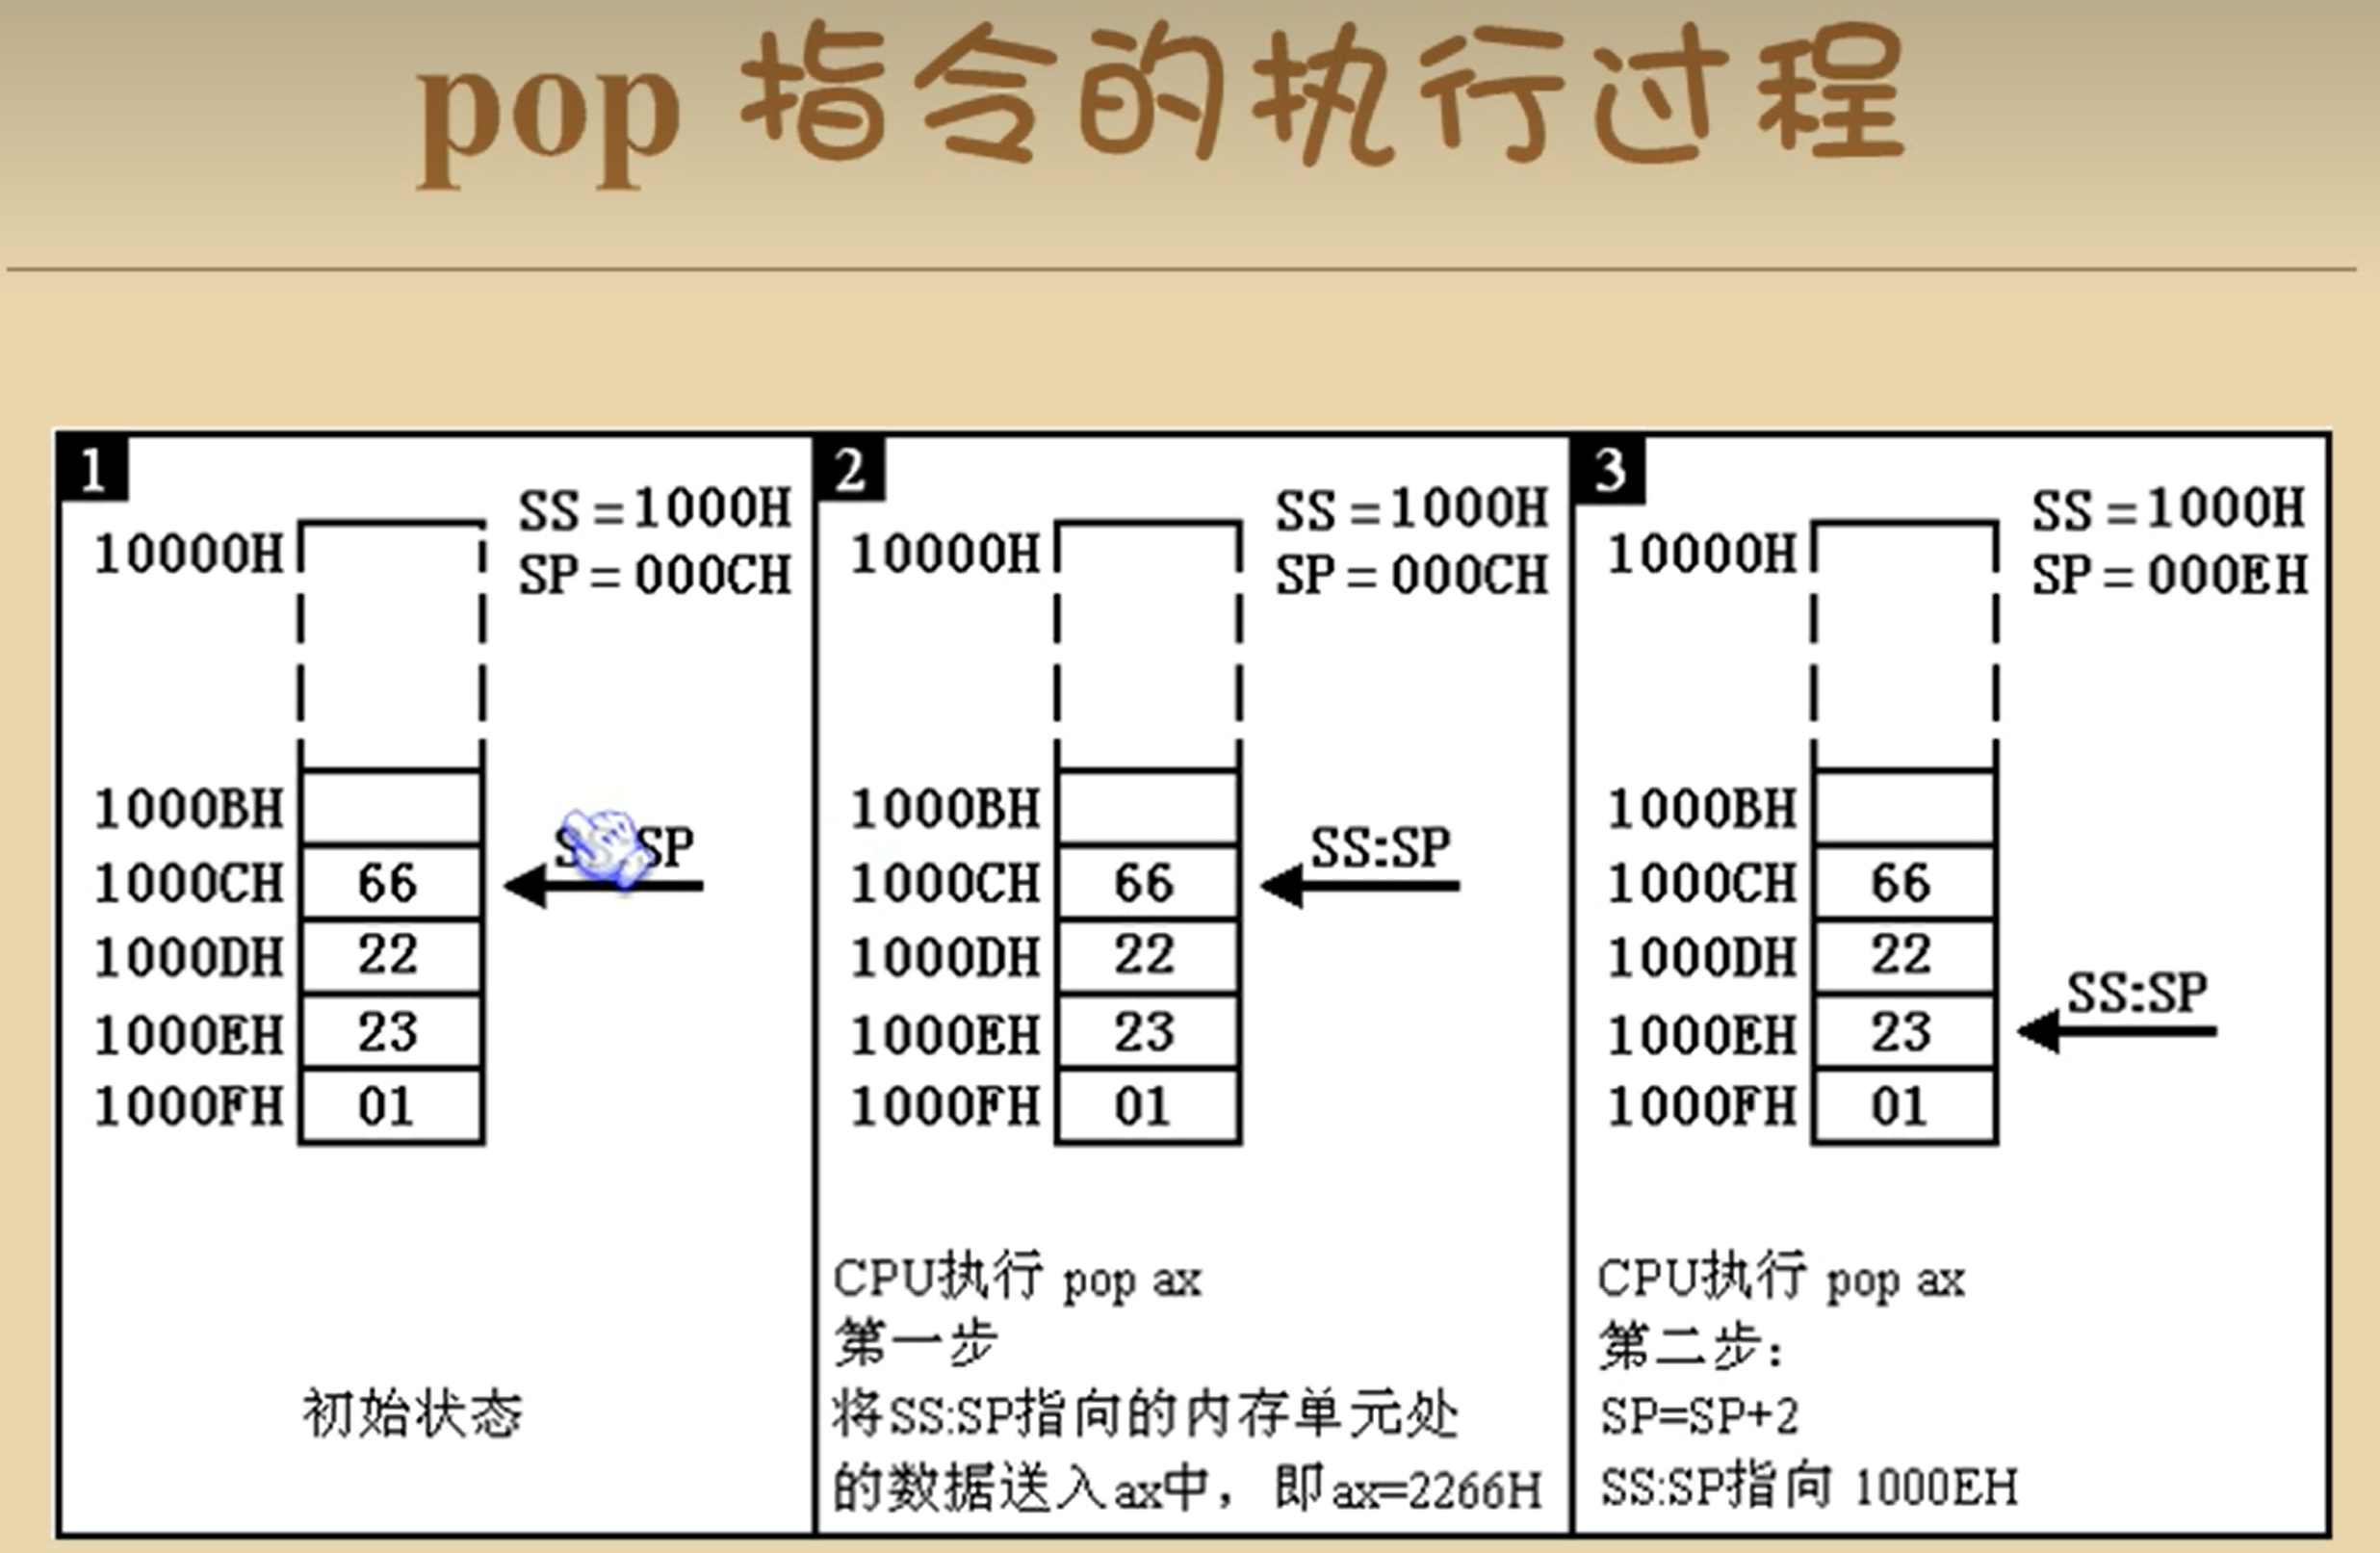 pop 指令的执行过程
1
SS=1000H
SP=000CH
10000H
1000BH
SS:SP
1000CH 66
1000DH 22
1000EH 23
1000FH 01
初始状态
2
SS=1000H
SP=000CH
10000H
1000BH
SS:SP
1000CH 66
1000DH 22
1000EH 23
1000FH 01
CPU执行 pop ax
第一步
将SS:SP指向的内存单元处
的数据送入ax中，即ax=2266H
3
SS=1000H
SP=000EH
10000H
1000BH
1000CH 66
1000DH 22
SS:SP
1000EH 23
1000FH 01
CPU执行 pop ax
第二步：
SP=SP+2
SS:SP指向 1000EH